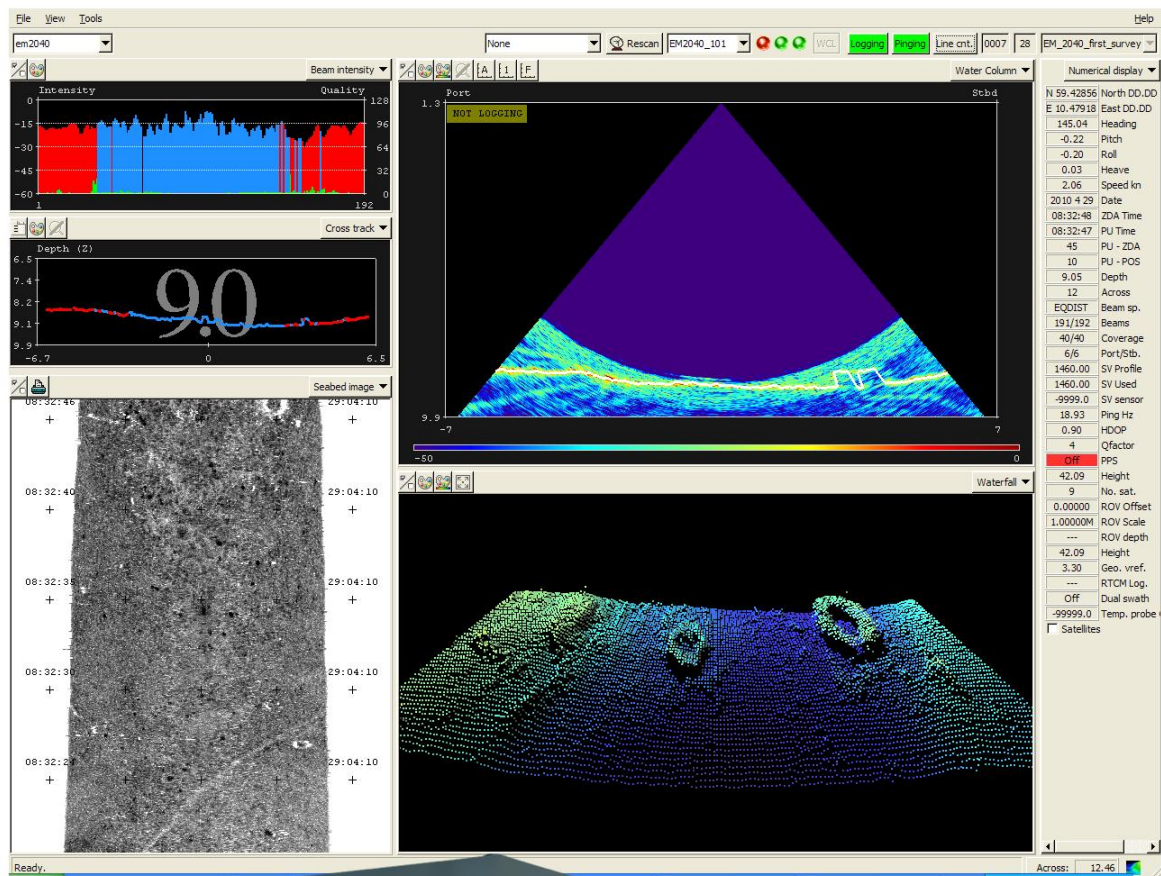 File View Tools Help
em2040 None Rescan EM2040_101 WCL Logging Pinging Line cnt. 0007 28 EM_2040_first_survey
Beam intensity
Intensity Quality
0 128
-15 96
-30 64
-45 32
-60 0
1 192
Cross track
Depth (Z)
6.5
7.4
8.2
9.1
9.9
9.0
-6.7 0 6.5
Seabed image
08:32:46 29:04:10
08:32:40 29:04:10
08:32:35 29:04:10
08:32:30 29:04:10
08:32:24 29:04:10
A 1 F Water Column
Port Stbd
1.3
NOT LOGGING
9.9
-7 7
-50 0
Waterfall
Numerical display
N 59.42856 North DD.DD
E 10.47918 East DD.DD
145.04 Heading
-0.22 Pitch
-0.20 Roll
0.03 Heave
2.06 Speed kn
2010 4 29 Date
08:32:48 ZDA Time
08:32:47 PU Time
45 PU - ZDA
10 PU - POS
9.05 Depth
12 Across
EQDIST Beam sp.
191/192 Beams
40/40 Coverage
6/6 Port/Stb.
1460.00 SV Profile
1460.00 SV Used
-9999.0 SV sensor
18.93 Ping Hz
0.90 HDOP
4 Qfactor
Off PPS
42.09 Height
9 No. sat.
0.00000 ROV Offset
1.00000M ROV Scale
--- ROV depth
42.09 Height
3.30 Geo. vref.
--- RTCM Log.
Off Dual swath
-99999.0 Temp. probe
Satellites
Ready. Across: 12.46